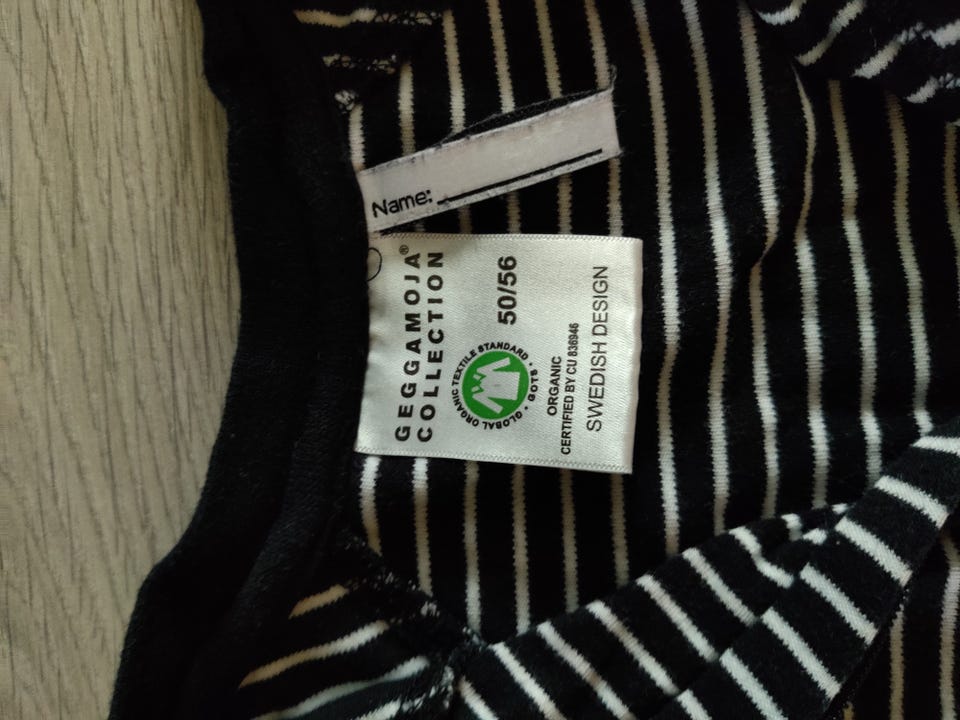 Name:
GEGGAMOJA®
COLLECTION
50/56
GLOBAL ORGANIC TEXTILE STANDARD · GOTS ·
ORGANIC
CERTIFIED BY CU 836946
SWEDISH DESIGN